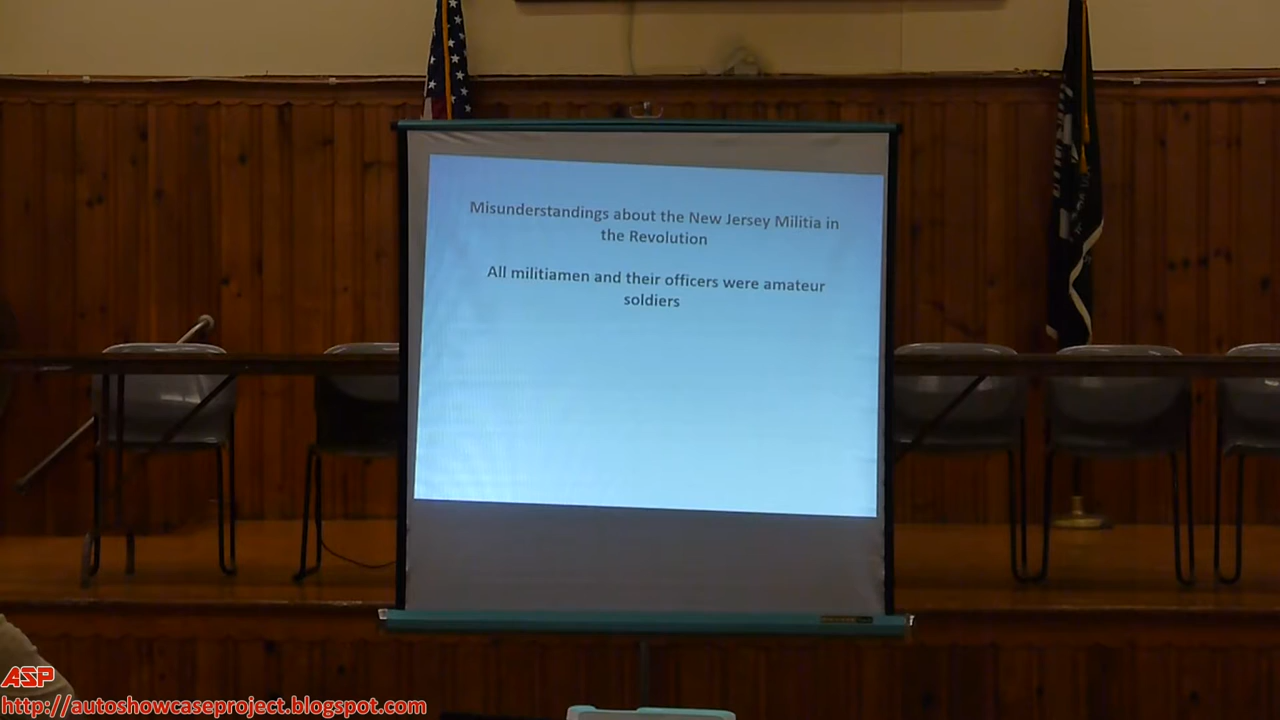 Misunderstandings about the New Jersey Militia in
the Revolution
All militiamen and their officers were amateur
soldiers
ASP
http://autoshowcaseproject.blogspot.com